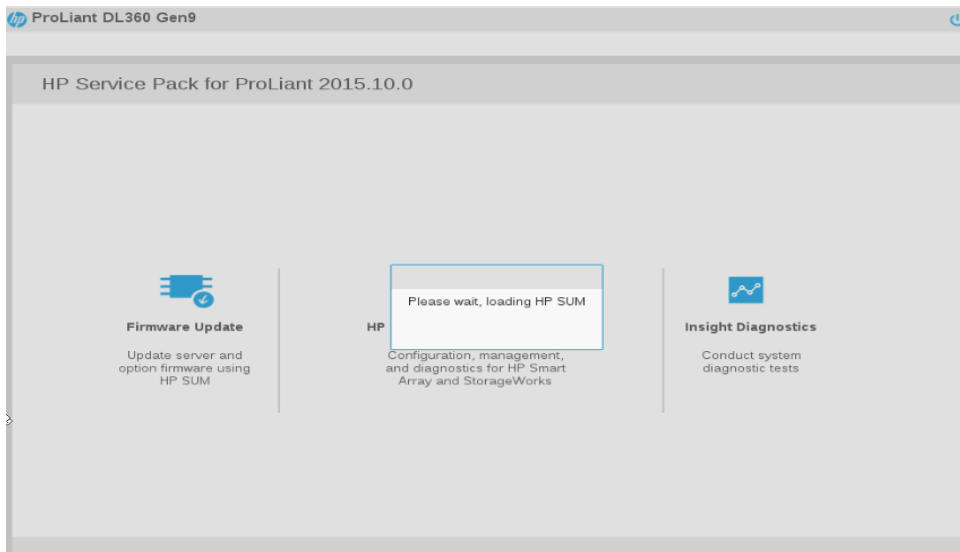 hp ProLiant DL360 Gen9
HP Service Pack for ProLiant 2015.10.0
Firmware Update
Update server and
option firmware using
HP SUM
HP
Please wait, loading HP SUM
Configuration, management,
and diagnostics for HP Smart
Array and StorageWorks
Insight Diagnostics
Conduct system
diagnostic tests